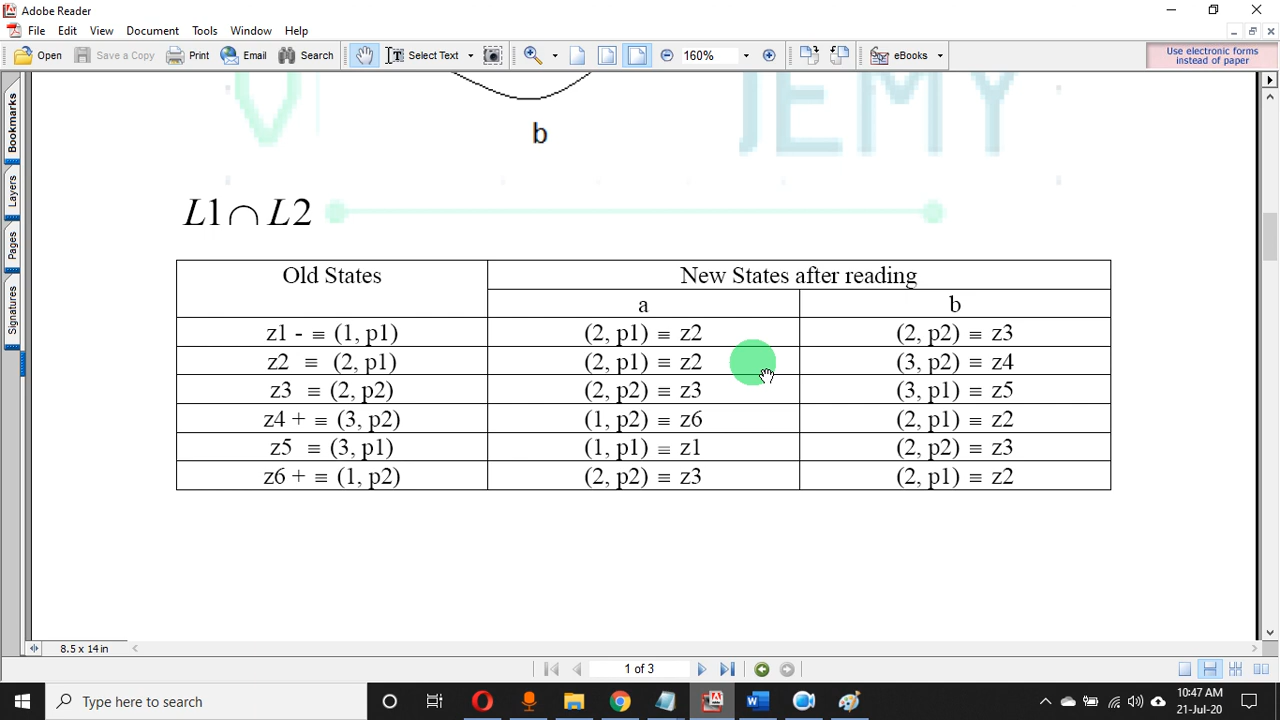 Adobe Reader
File Edit View Document Tools Window Help
Open Save a Copy Print Email Search Select Text 160% eBooks
Use electronic forms
instead of paper
Bookmarks
Layers
Pages
Signatures
JEMY
b
L1 ∩ L2
Old States New States after reading
a b
z1 - ≡ (1, p1) (2, p1) ≡ z2 (2, p2) ≡ z3
z2 ≡ (2, p1) (2, p1) ≡ z2 (3, p2) ≡ z4
z3 ≡ (2, p2) (2, p2) ≡ z3 (3, p1) ≡ z5
z4 + ≡ (3, p2) (1, p2) ≡ z6 (2, p1) ≡ z2
z5 ≡ (3, p1) (1, p1) ≡ z1 (2, p2) ≡ z3
z6 + ≡ (1, p2) (2, p2) ≡ z3 (2, p1) ≡ z2
8.5 x 14 in
1 of 3
Type here to search
10:47 AM
21-Jul-20